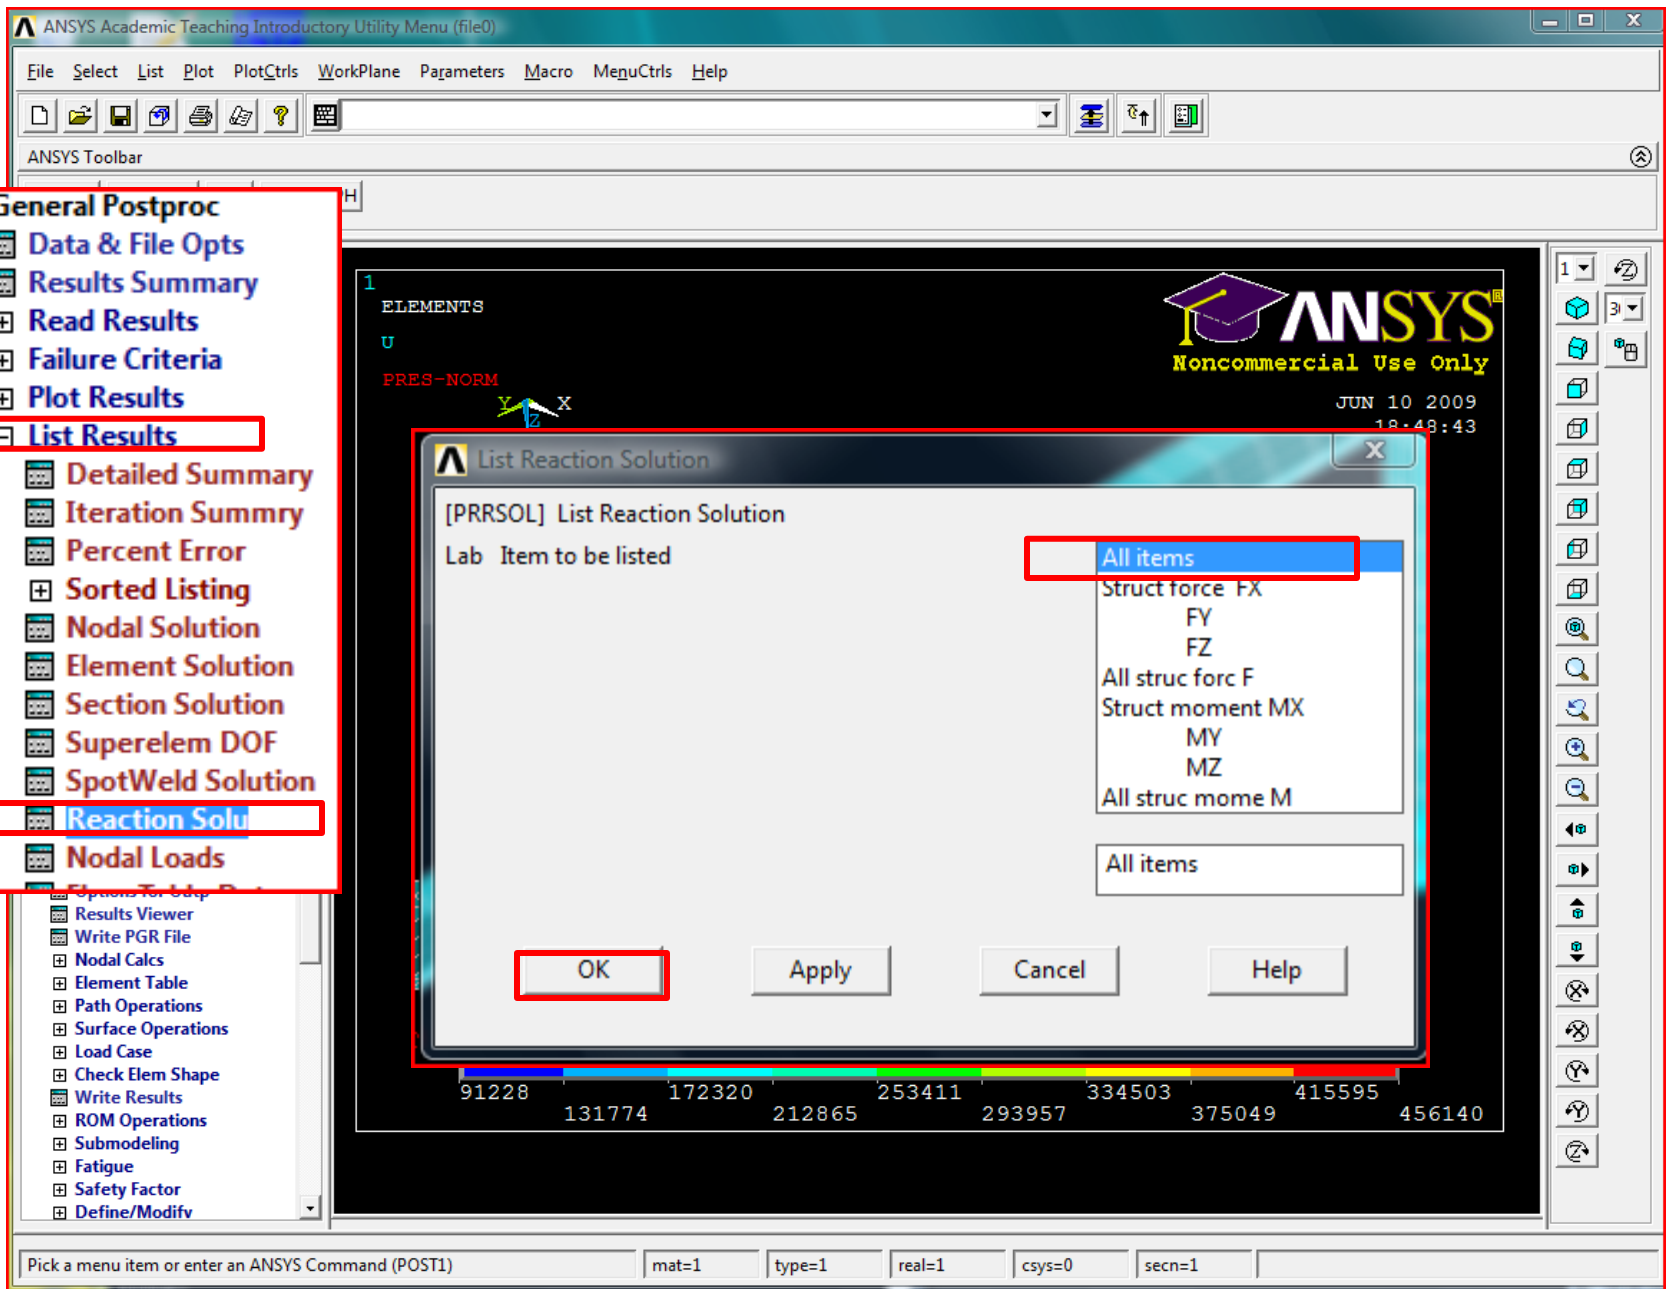 ANSYS Academic Teaching Introductory Utility Menu (file0)
File Select List Plot PlotCtrls WorkPlane Parameters Macro MenuCtrls Help
ANSYS Toolbar
General Postproc
Data & File Opts
Results Summary
Read Results
Failure Criteria
Plot Results
List Results
Detailed Summary
Iteration Summry
Percent Error
Sorted Listing
Nodal Solution
Element Solution
Section Solution
Superelem DOF
SpotWeld Solution
Reaction Solu
Nodal Loads
Results Viewer
Write PGR File
Nodal Calcs
Element Table
Path Operations
Surface Operations
Load Case
Check Elem Shape
Write Results
ROM Operations
Submodeling
Fatigue
Safety Factor
Define/Modify
1
ELEMENTS
U
PRES-NORM
Y X
Z
ANSYS®
Noncommercial Use Only
JUN 10 2009
18:48:43
List Reaction Solution
[PRRSOL] List Reaction Solution
Lab Item to be listed
All items
Struct force FX
FY
FZ
All struc forc F
Struct moment MX
MY
MZ
All struc mome M
All items
OK Apply Cancel Help
91228 172320 253411 334503 415595
131774 212865 293957 375049 456140
1
Pick a menu item or enter an ANSYS Command (POST1) mat=1 type=1 real=1 csys=0 secn=1